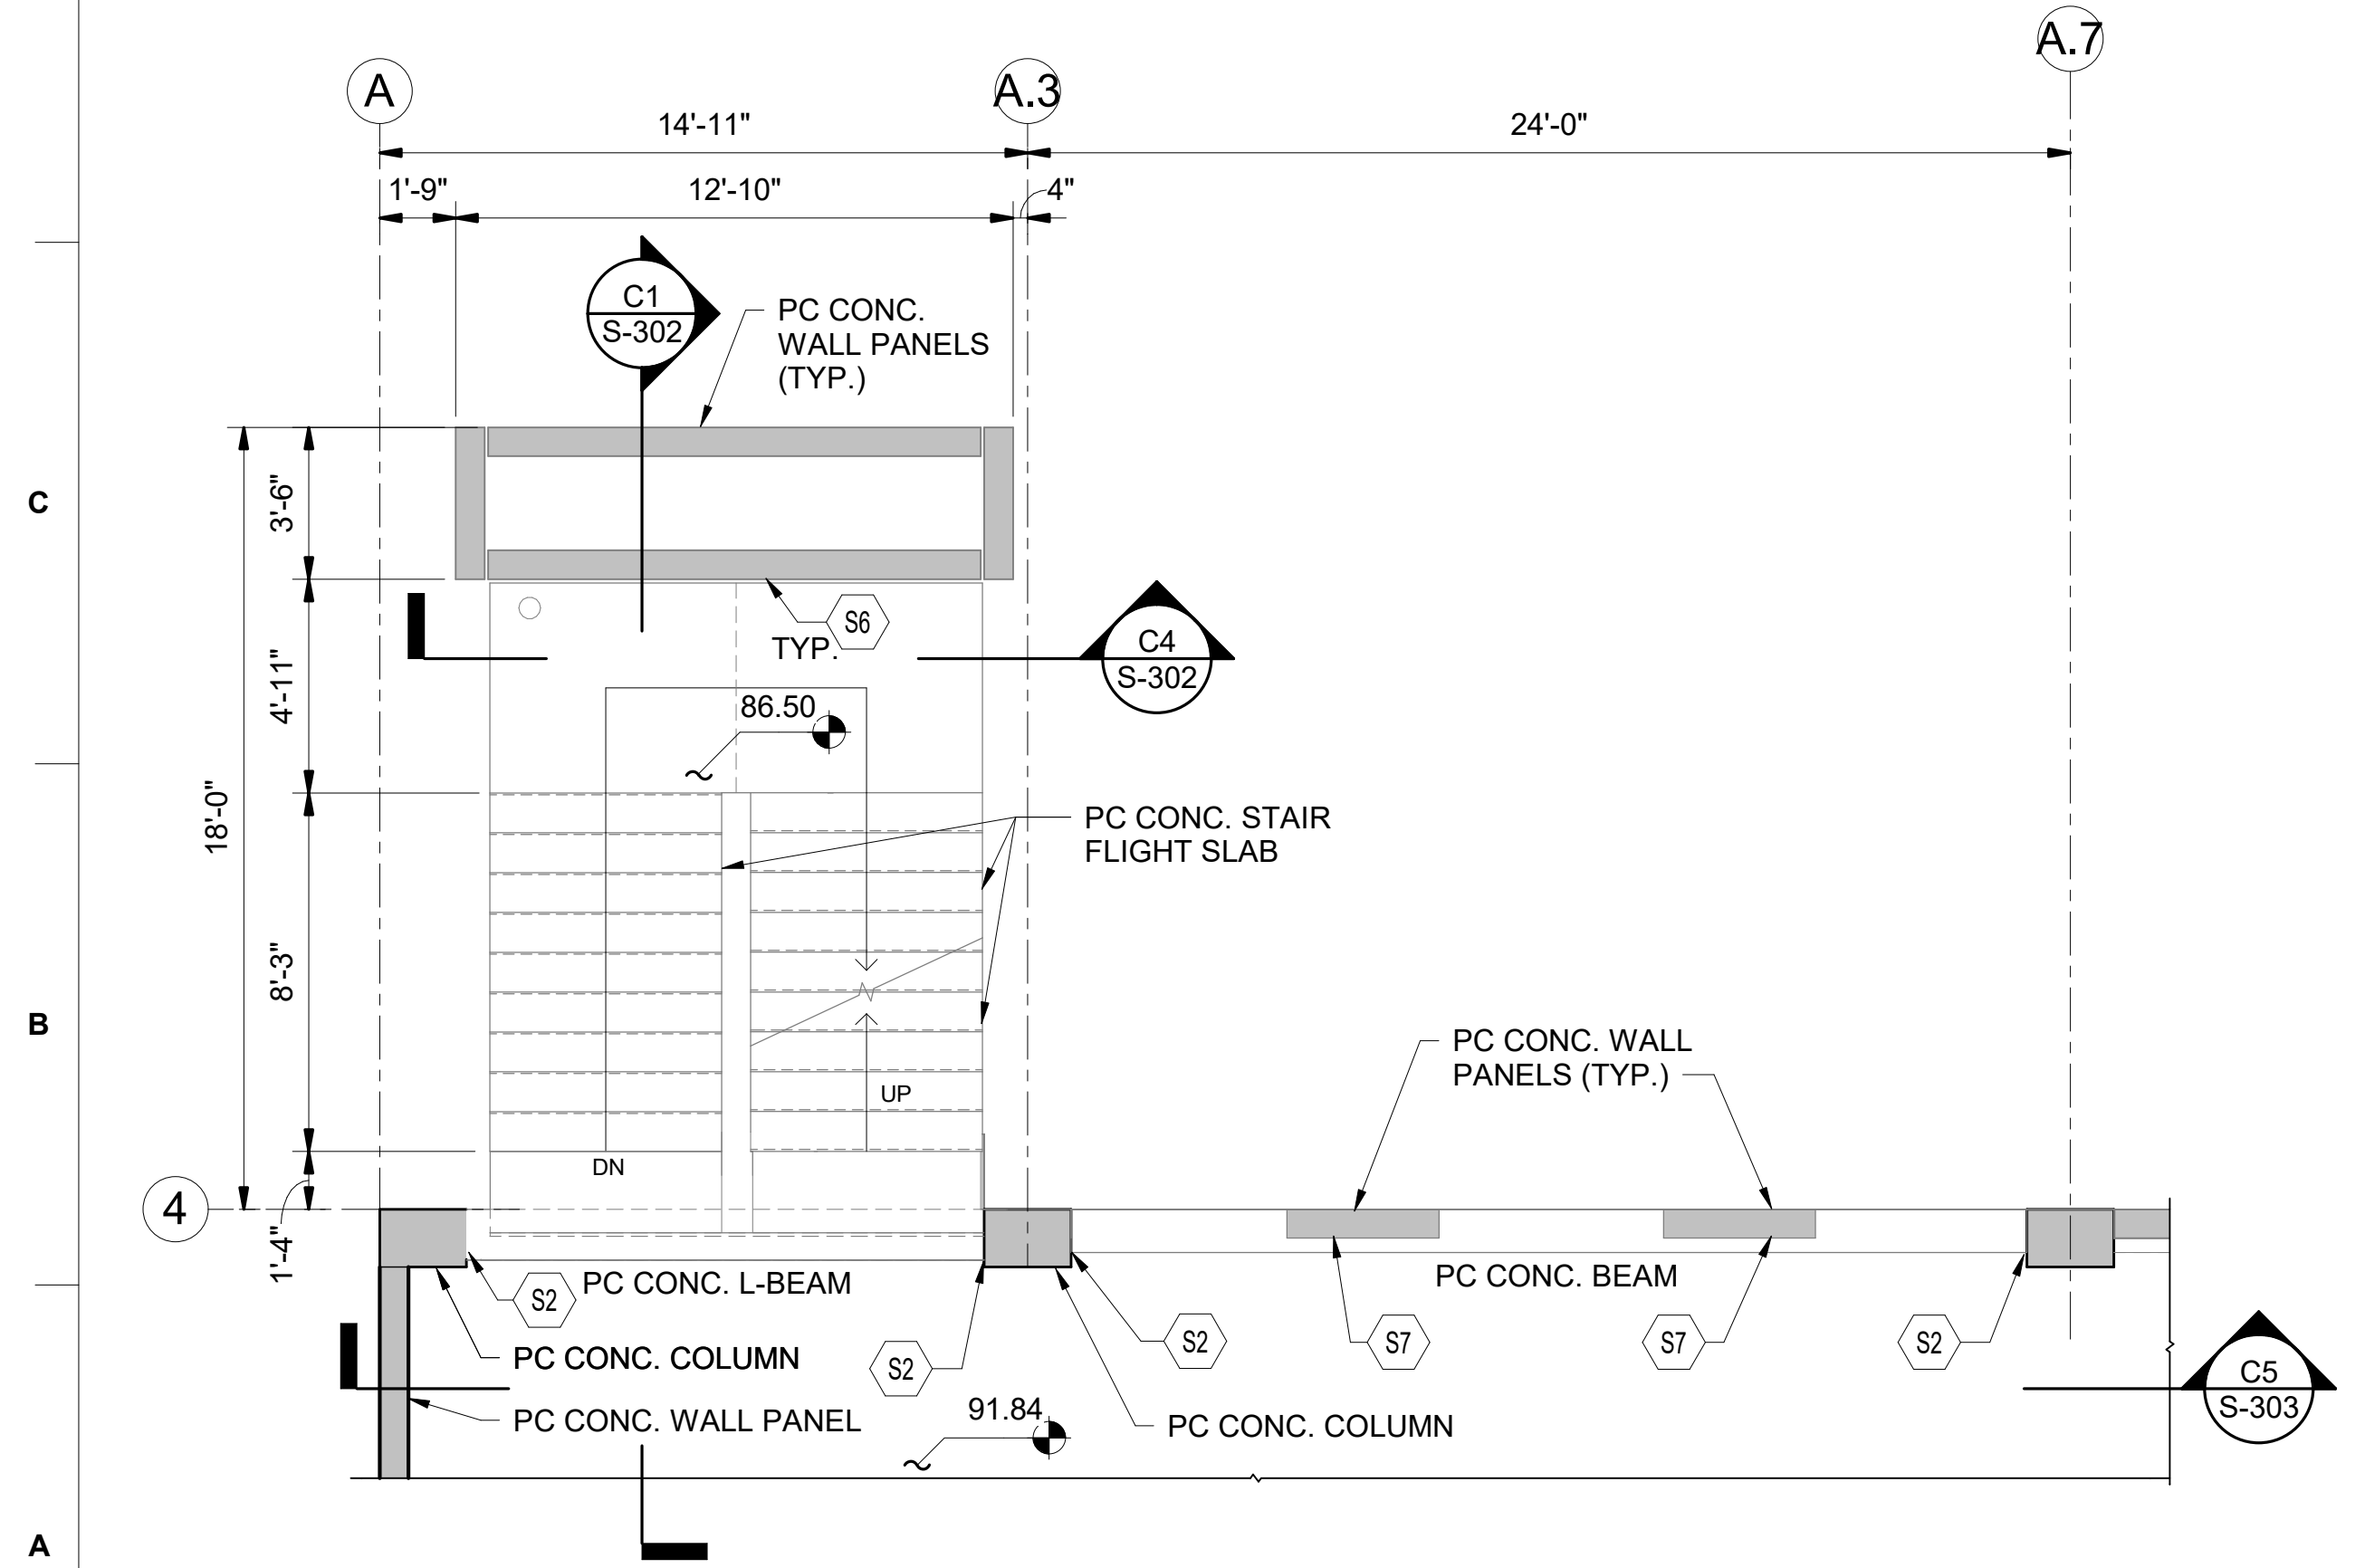 A.7
A
A.3
14'-11"
24'-0"
1'-9"
12'-10"
4"
C1
S-302
PC CONC.
WALL PANELS
(TYP.)
C
3'-6"
S6
TYP.
C4
S-302
4'-11"
86.50
18'-0"
PC CONC. STAIR
FLIGHT SLAB
8'-3"
B
PC CONC. WALL
PANELS (TYP.)
UP
DN
4
1'-4"
S2
PC CONC. L-BEAM
PC CONC. BEAM
S2
S2
S7
S7
S2
PC CONC. COLUMN
C5
S-303
91.84
PC CONC. WALL PANEL
PC CONC. COLUMN
A